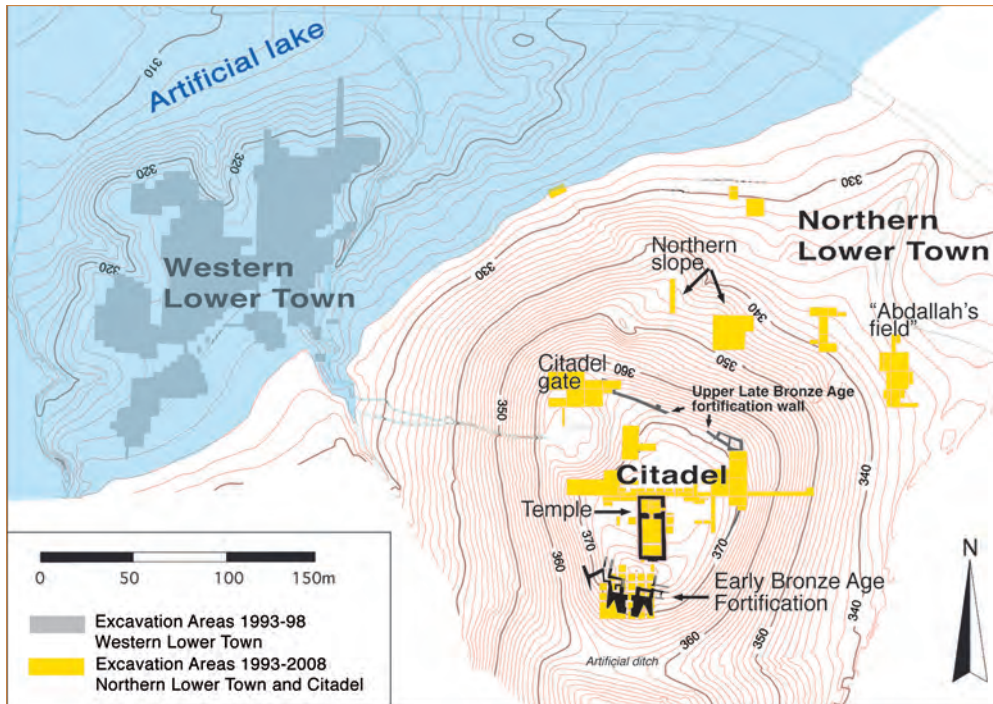 310
Artificial lake
320
320
320
Western
Lower Town
330
330
Northern
Lower Town
Northern
slope
340
"Abdallah's
field"
350
360
Citadel
gate
Upper Late Bronze Age
fortification wall
350
Citadel
340
Temple
370
370
360
Early Bronze Age
Fortification
360
350
340
Artificial ditch
N
0 50 100 150m
Excavation Areas 1993-98
Western Lower Town
Excavation Areas 1993-2008
Northern Lower Town and Citadel